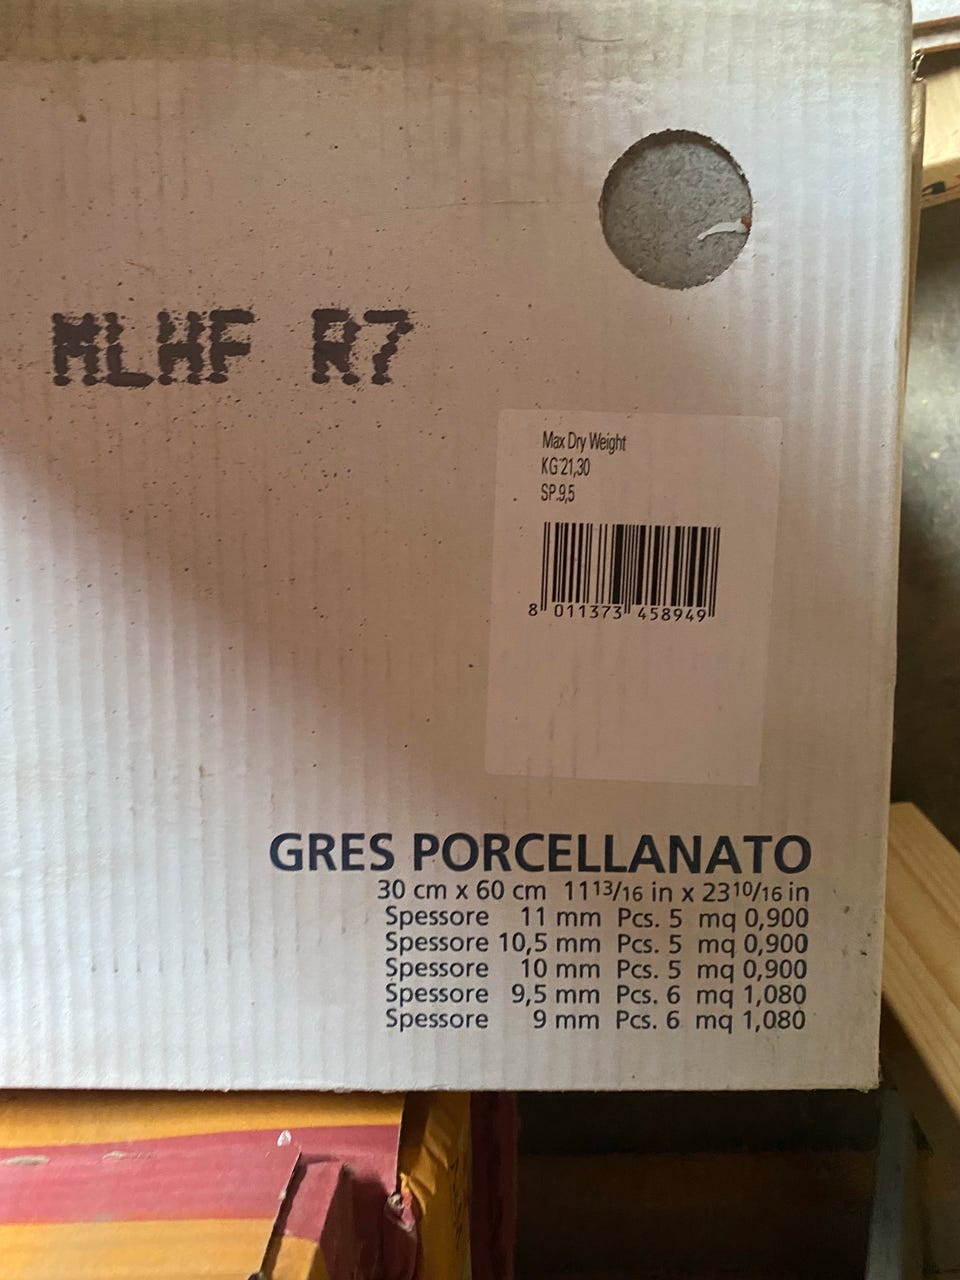 MLHF R7
Max Dry Weight
KG 21,30
SP.9,5
8 011373 458949
GRES PORCELLANATO
30 cm x 60 cm 11 13/16 in x 23 10/16 in
Spessore 11 mm Pcs. 5 mq 0,900
Spessore 10,5 mm Pcs. 5 mq 0,900
Spessore 10 mm Pcs. 5 mq 0,900
Spessore 9,5 mm Pcs. 6 mq 1,080
Spessore 9 mm Pcs. 6 mq 1,080